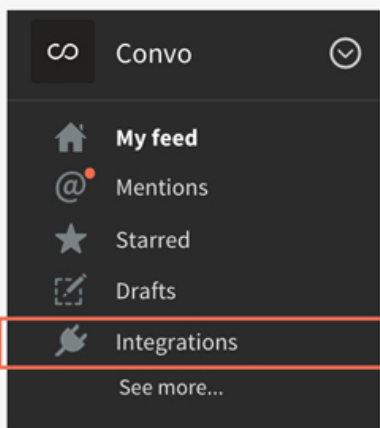 Convo
My feed
@ Mentions
Starred
Drafts
Integrations
See more...